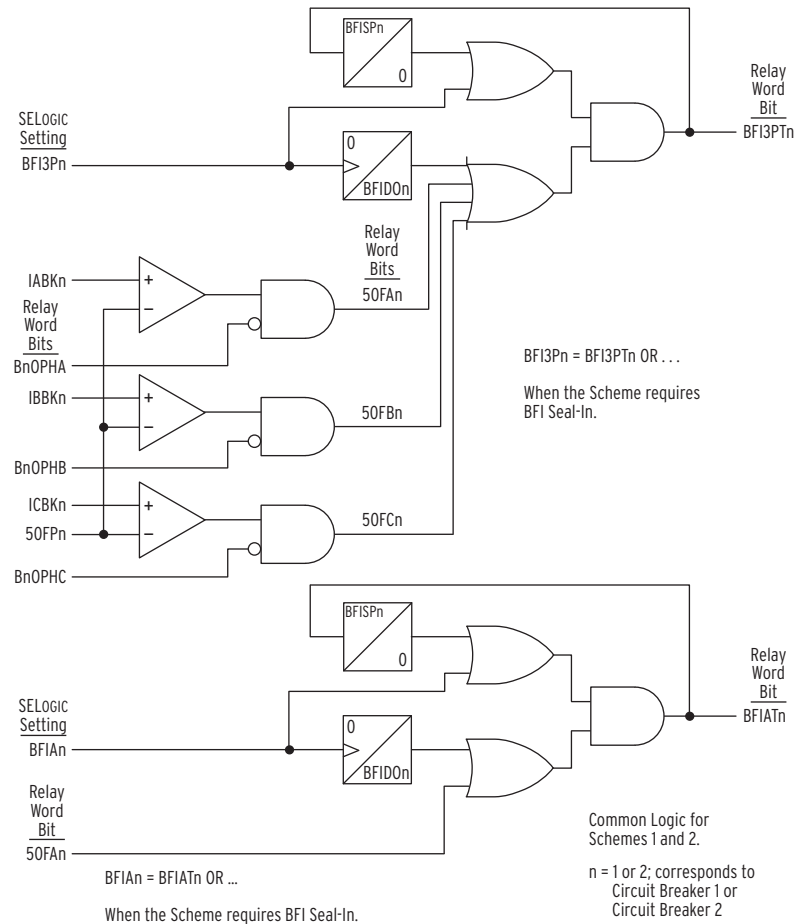 BFISPn
0
Relay
Word
Bit
BFI3PTn
SELOGIC
Setting
BFI3Pn
0
BFIDOn
Relay
Word
Bits
50FAn
IABKn
+
−
Relay
Word
Bits
BnOPHA
BFI3Pn = BFI3PTn OR . . .
When the Scheme requires
BFI Seal-In.
IBBKn
+
−
50FBn
BnOPHB
ICBKn
+
50FPn
−
50FCn
BnOPHC
BFISPn
0
Relay
Word
Bit
BFIATn
SELOGIC
Setting
BFIAn
0
BFIDOn
Relay
Word
Bit
50FAn
BFIAn = BFIATn OR ...
When the Scheme requires BFI Seal-In.
Common Logic for
Schemes 1 and 2.
n = 1 or 2; corresponds to
Circuit Breaker 1 or
Circuit Breaker 2